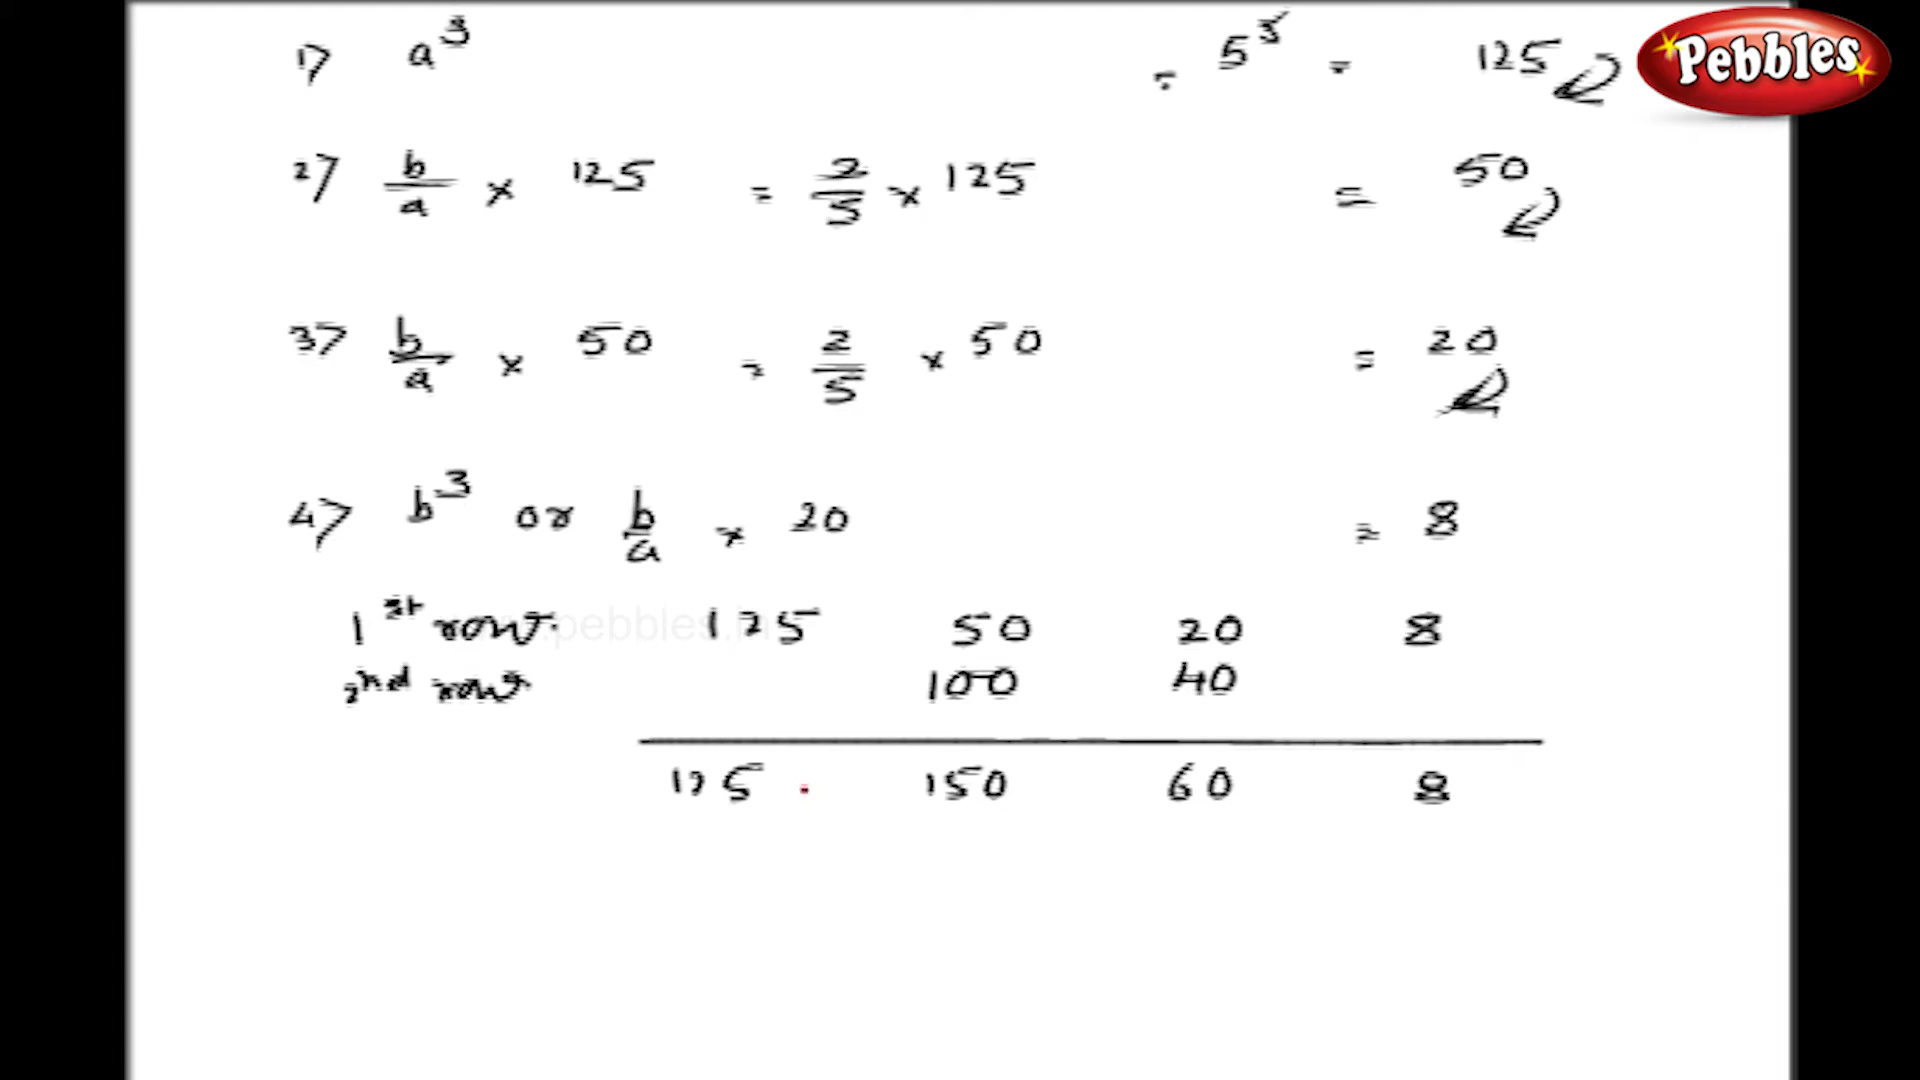 Pebbles
1) a³ = 5³ = 125
2) b/a × 125 = 2/5 × 125 = 50
3) b/a × 50 = 2/5 × 50 = 20
4) b³ or b/a × 20 = 8
1st row. 125 50 20 8
2nd row 100 40
125 150 60 8